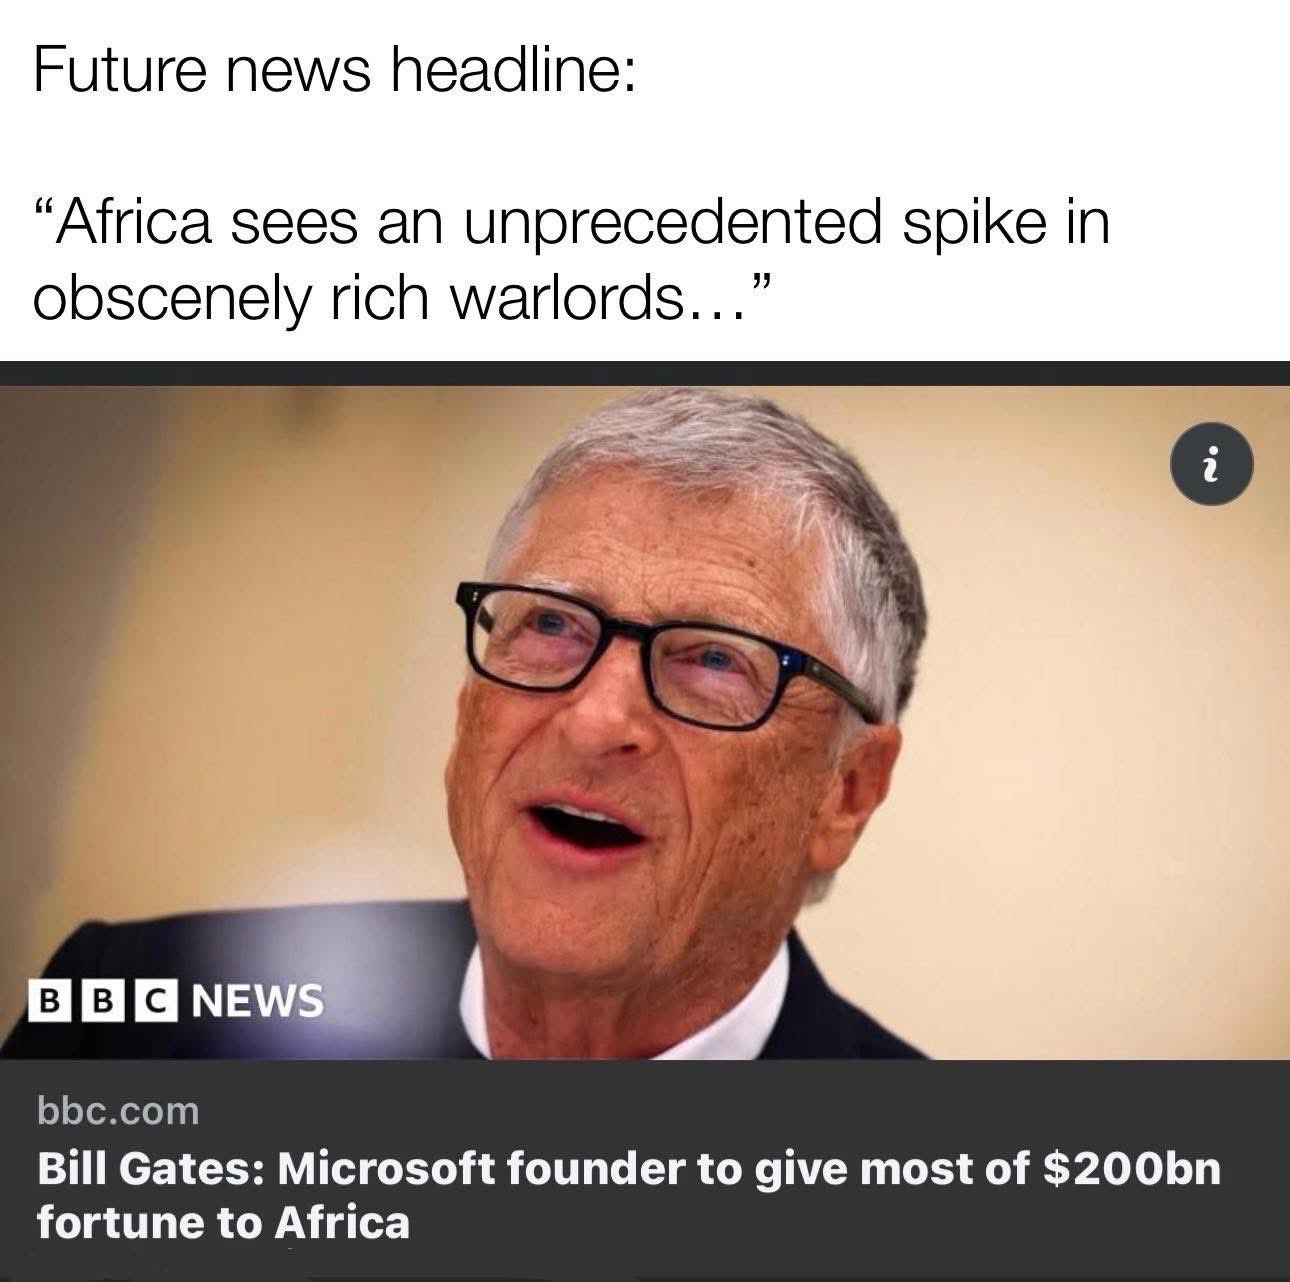 Future news headline:
“Africa sees an unprecedented spike in
obscenely rich warlords…”
i
BBC NEWS
bbc.com
Bill Gates: Microsoft founder to give most of $200bn
fortune to Africa